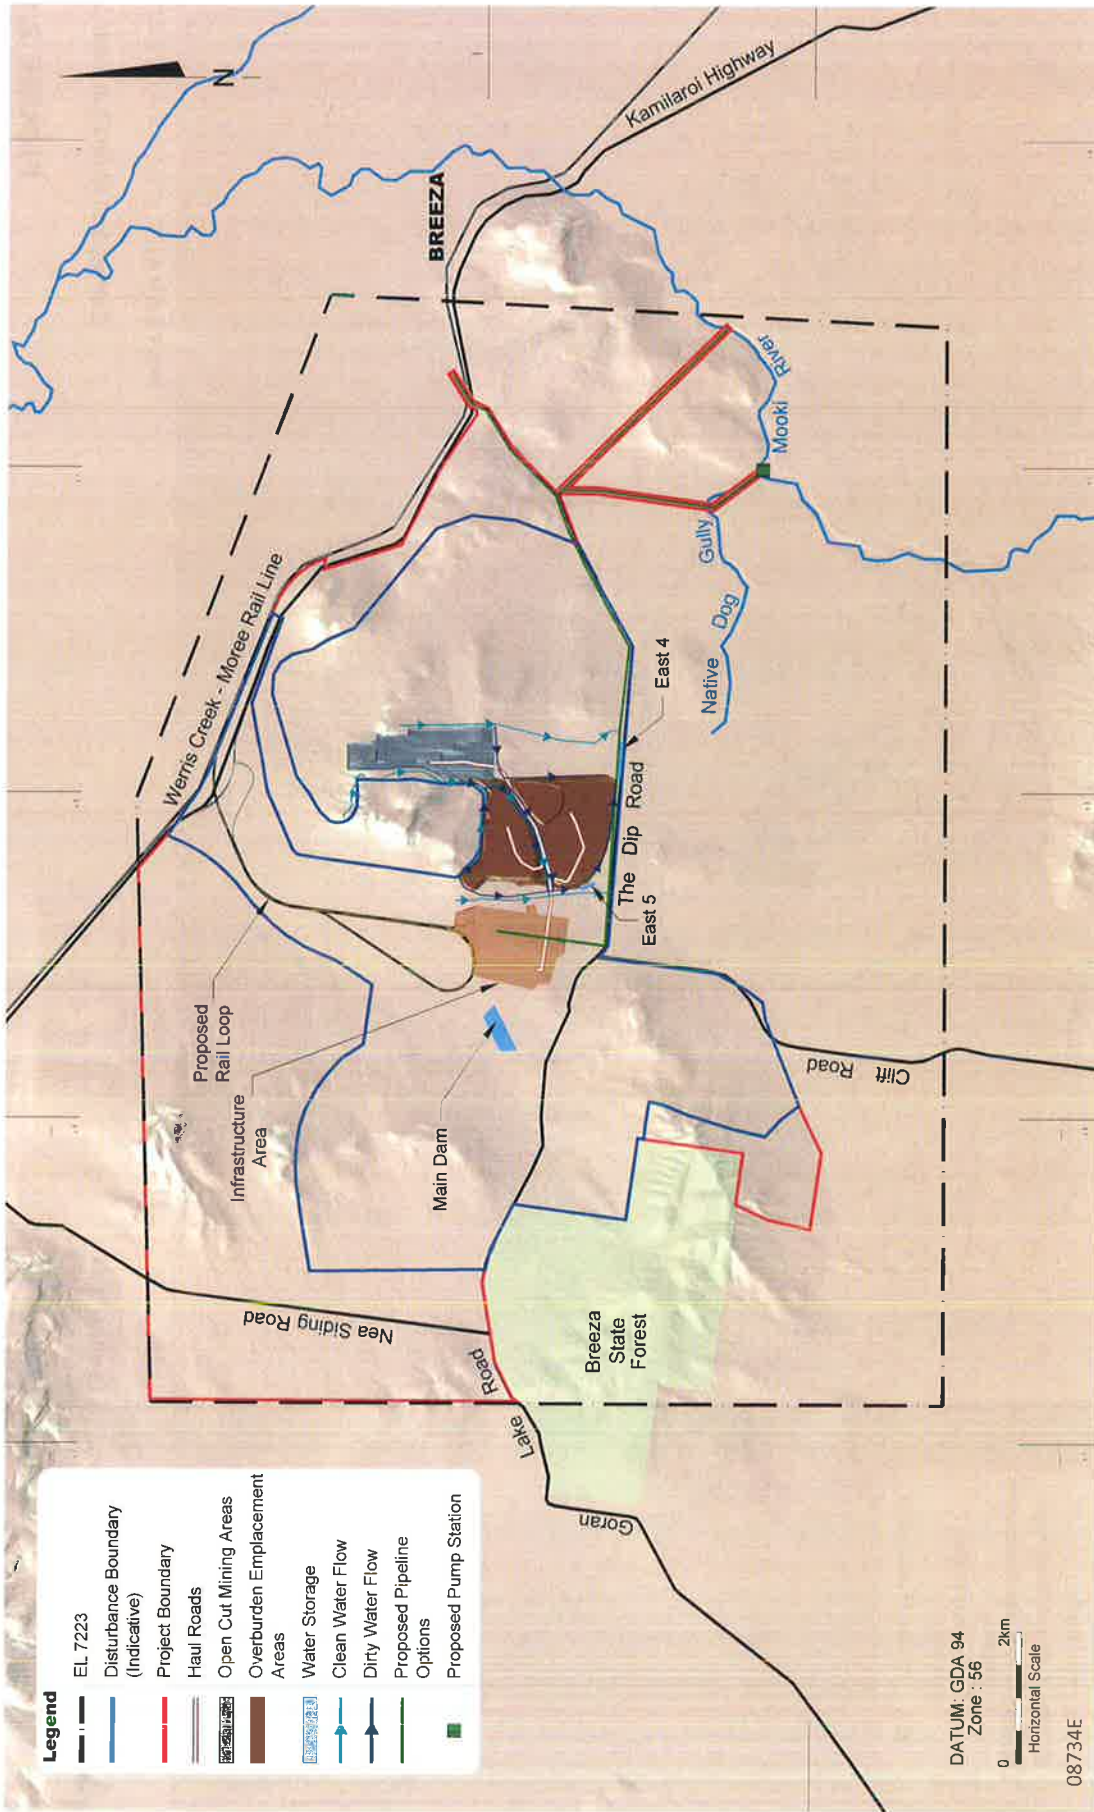 Legend
EL 7223
Disturbance Boundary
(Indicative)
Project Boundary
Haul Roads
Open Cut Mining Areas
Overburden Emplacement
Areas
Water Storage
Clean Water Flow
Dirty Water Flow
Proposed Pipeline
Options
Proposed Pump Station
N
Werris Creek - Moree Rail Line
BREEZA
Kamilaroi Highway
Proposed
Rail Loop
Infrastructure
Area
Main Dam
Nea Siding Road
Lake
Road
Goran
Breeza
State
Forest
Clift
Road
The Dip Road
East 5
East 4
Native Dog Gully
Mooki River
DATUM: GDA 94
Zone : 56
0
2km
Horizontal Scale
08734E